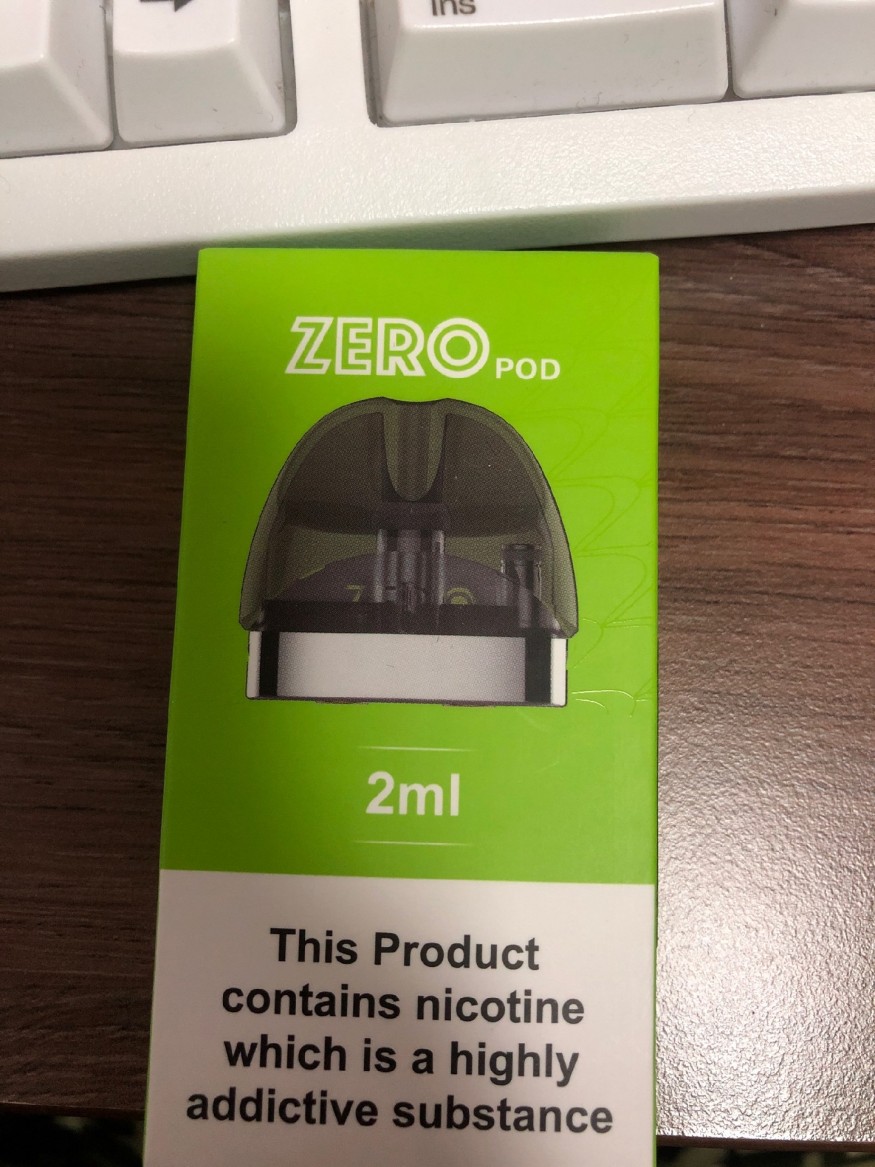 Ins
ZERO POD
2ml
This Product
contains nicotine
which is a highly
addictive substance